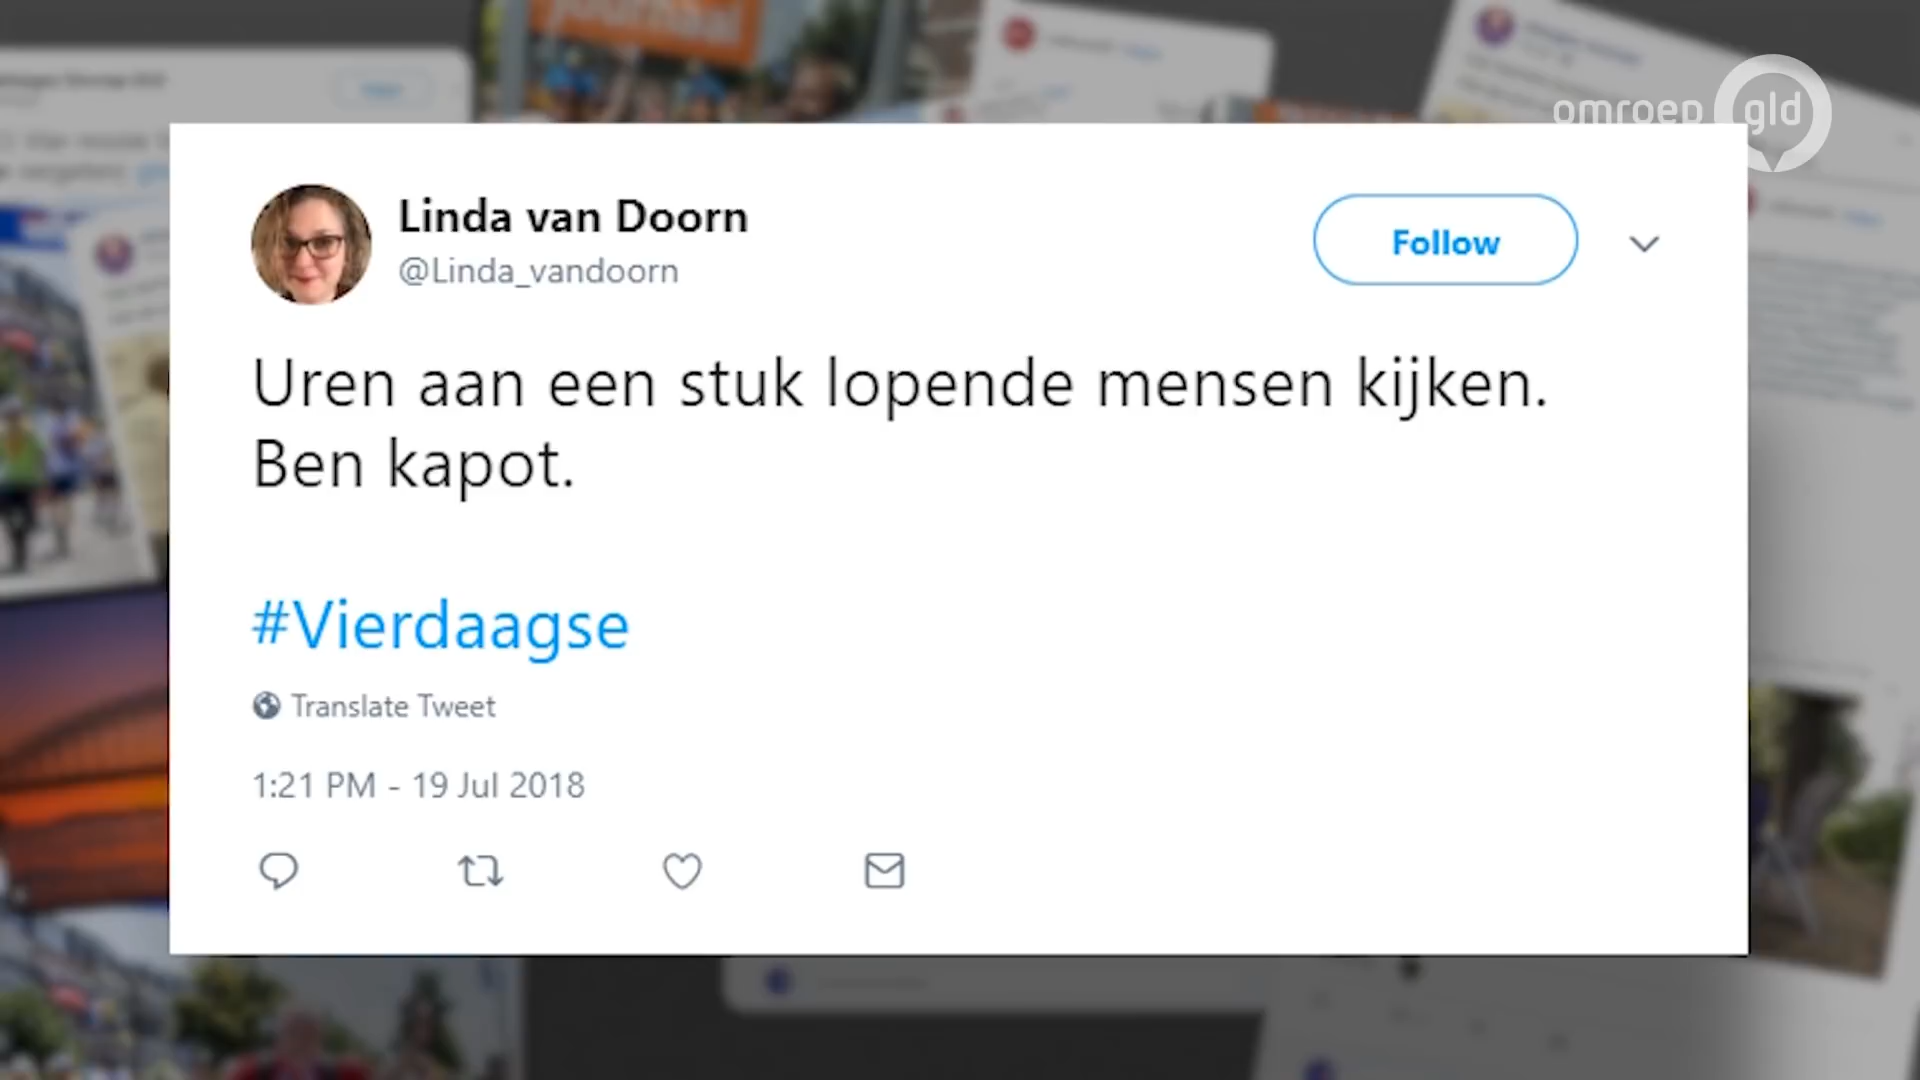 omroep gld
Linda van Doorn
@Linda_vandoorn
Follow
Uren aan een stuk lopende mensen kijken.
Ben kapot.
#Vierdaagse
Translate Tweet
1:21 PM - 19 Jul 2018